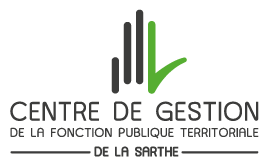 CENTRE DE GESTION
DE LA FONCTION PUBLIQUE TERRITORIALE
DE LA SARTHE